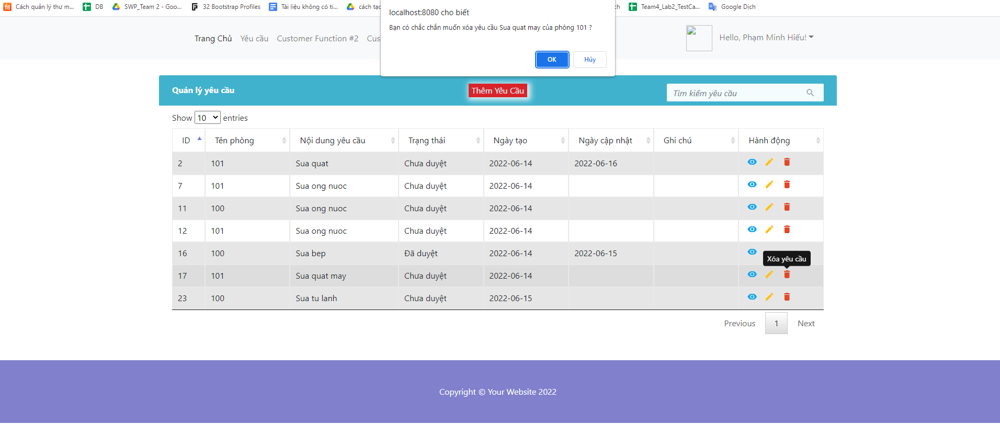 Cách quản lý thư m... DB SWP_Team 2 - Goo... 32 Bootstrap Profiles Tài liệu không có ti... cách tạo Team4_Lab2_TestCa... Google Dịch
localhost:8080 cho biết
Bạn có chắc chắn muốn xóa yêu cầu Sua quat may của phòng 101 ?
OK Hủy
Trang Chủ Yêu cầu Customer Function #2 Cus Hello, Phạm Minh Hiếu!
Quản lý yêu cầu Thêm Yêu Cầu Tìm kiếm yêu cầu
Show 10 entries
ID Tên phòng Nội dung yêu cầu Trạng thái Ngày tạo Ngày cập nhật Ghi chú Hành động
2 101 Sua quat Chưa duyệt 2022-06-14 2022-06-16
7 101 Sua ong nuoc Chưa duyệt 2022-06-14
11 100 Sua ong nuoc Chưa duyệt 2022-06-14
12 101 Sua ong nuoc Chưa duyệt 2022-06-14
16 100 Sua bep Đã duyệt 2022-06-14 2022-06-15
Xóa yêu cầu
17 101 Sua quat may Chưa duyệt 2022-06-14
23 100 Sua tu lanh Chưa duyệt 2022-06-15
Previous 1 Next
Copyright © Your Website 2022